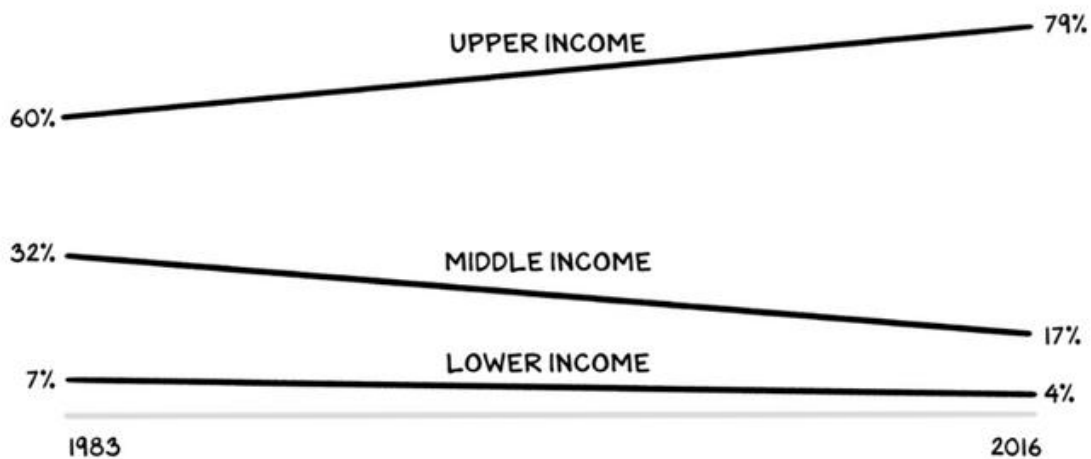 UPPER INCOME
79%
60%
32%
MIDDLE INCOME
17%
LOWER INCOME
7%
4%
1983
2016